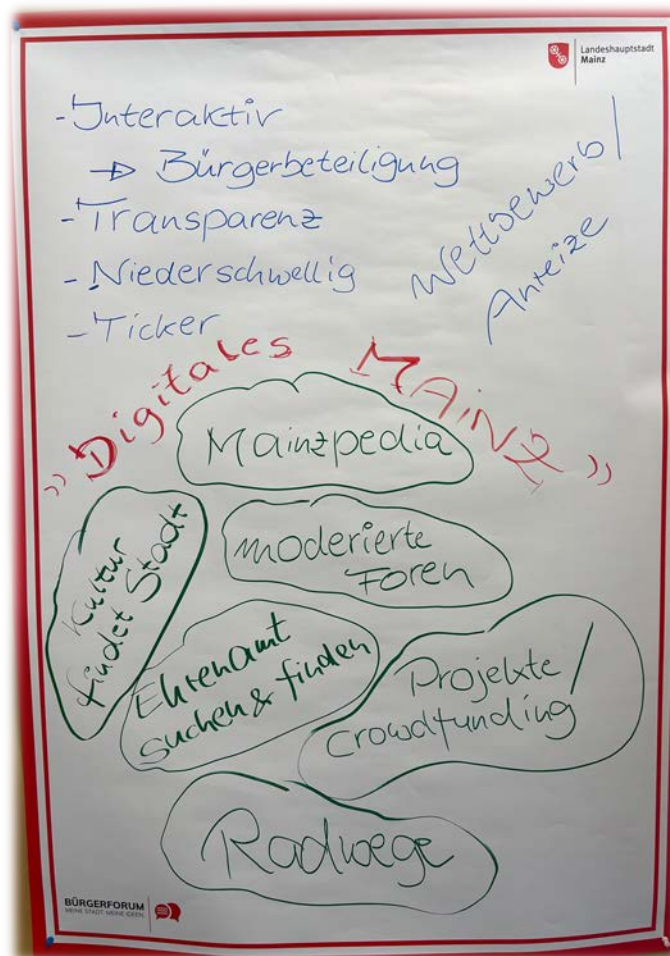 Landeshauptstadt
Mainz
- Interaktiv
→ Bürgerbeteiligung
- Transparenz
- Niederschwellig
- Ticker
Wettbewerb /
Anreize
"Digitales MAiNZ"
Mainzpedia
moderierte
Foren
Kultur
findet Stadt
Ehrenamt
suchen & finden
Projekte /
Crowdfunding
Radwege
BÜRGERFORUM
MEINE STADT. MEINE IDEEN.